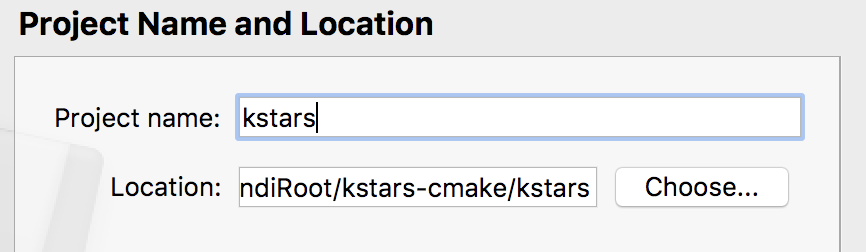 Project Name and Location
Project name: kstars
Location: ndiRoot/kstars-cmake/kstars Choose...